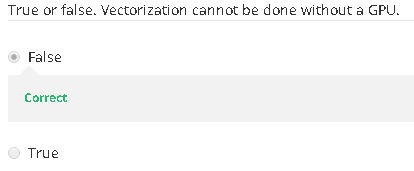 True or false. Vectorization cannot be done without a GPU.
False
Correct
True